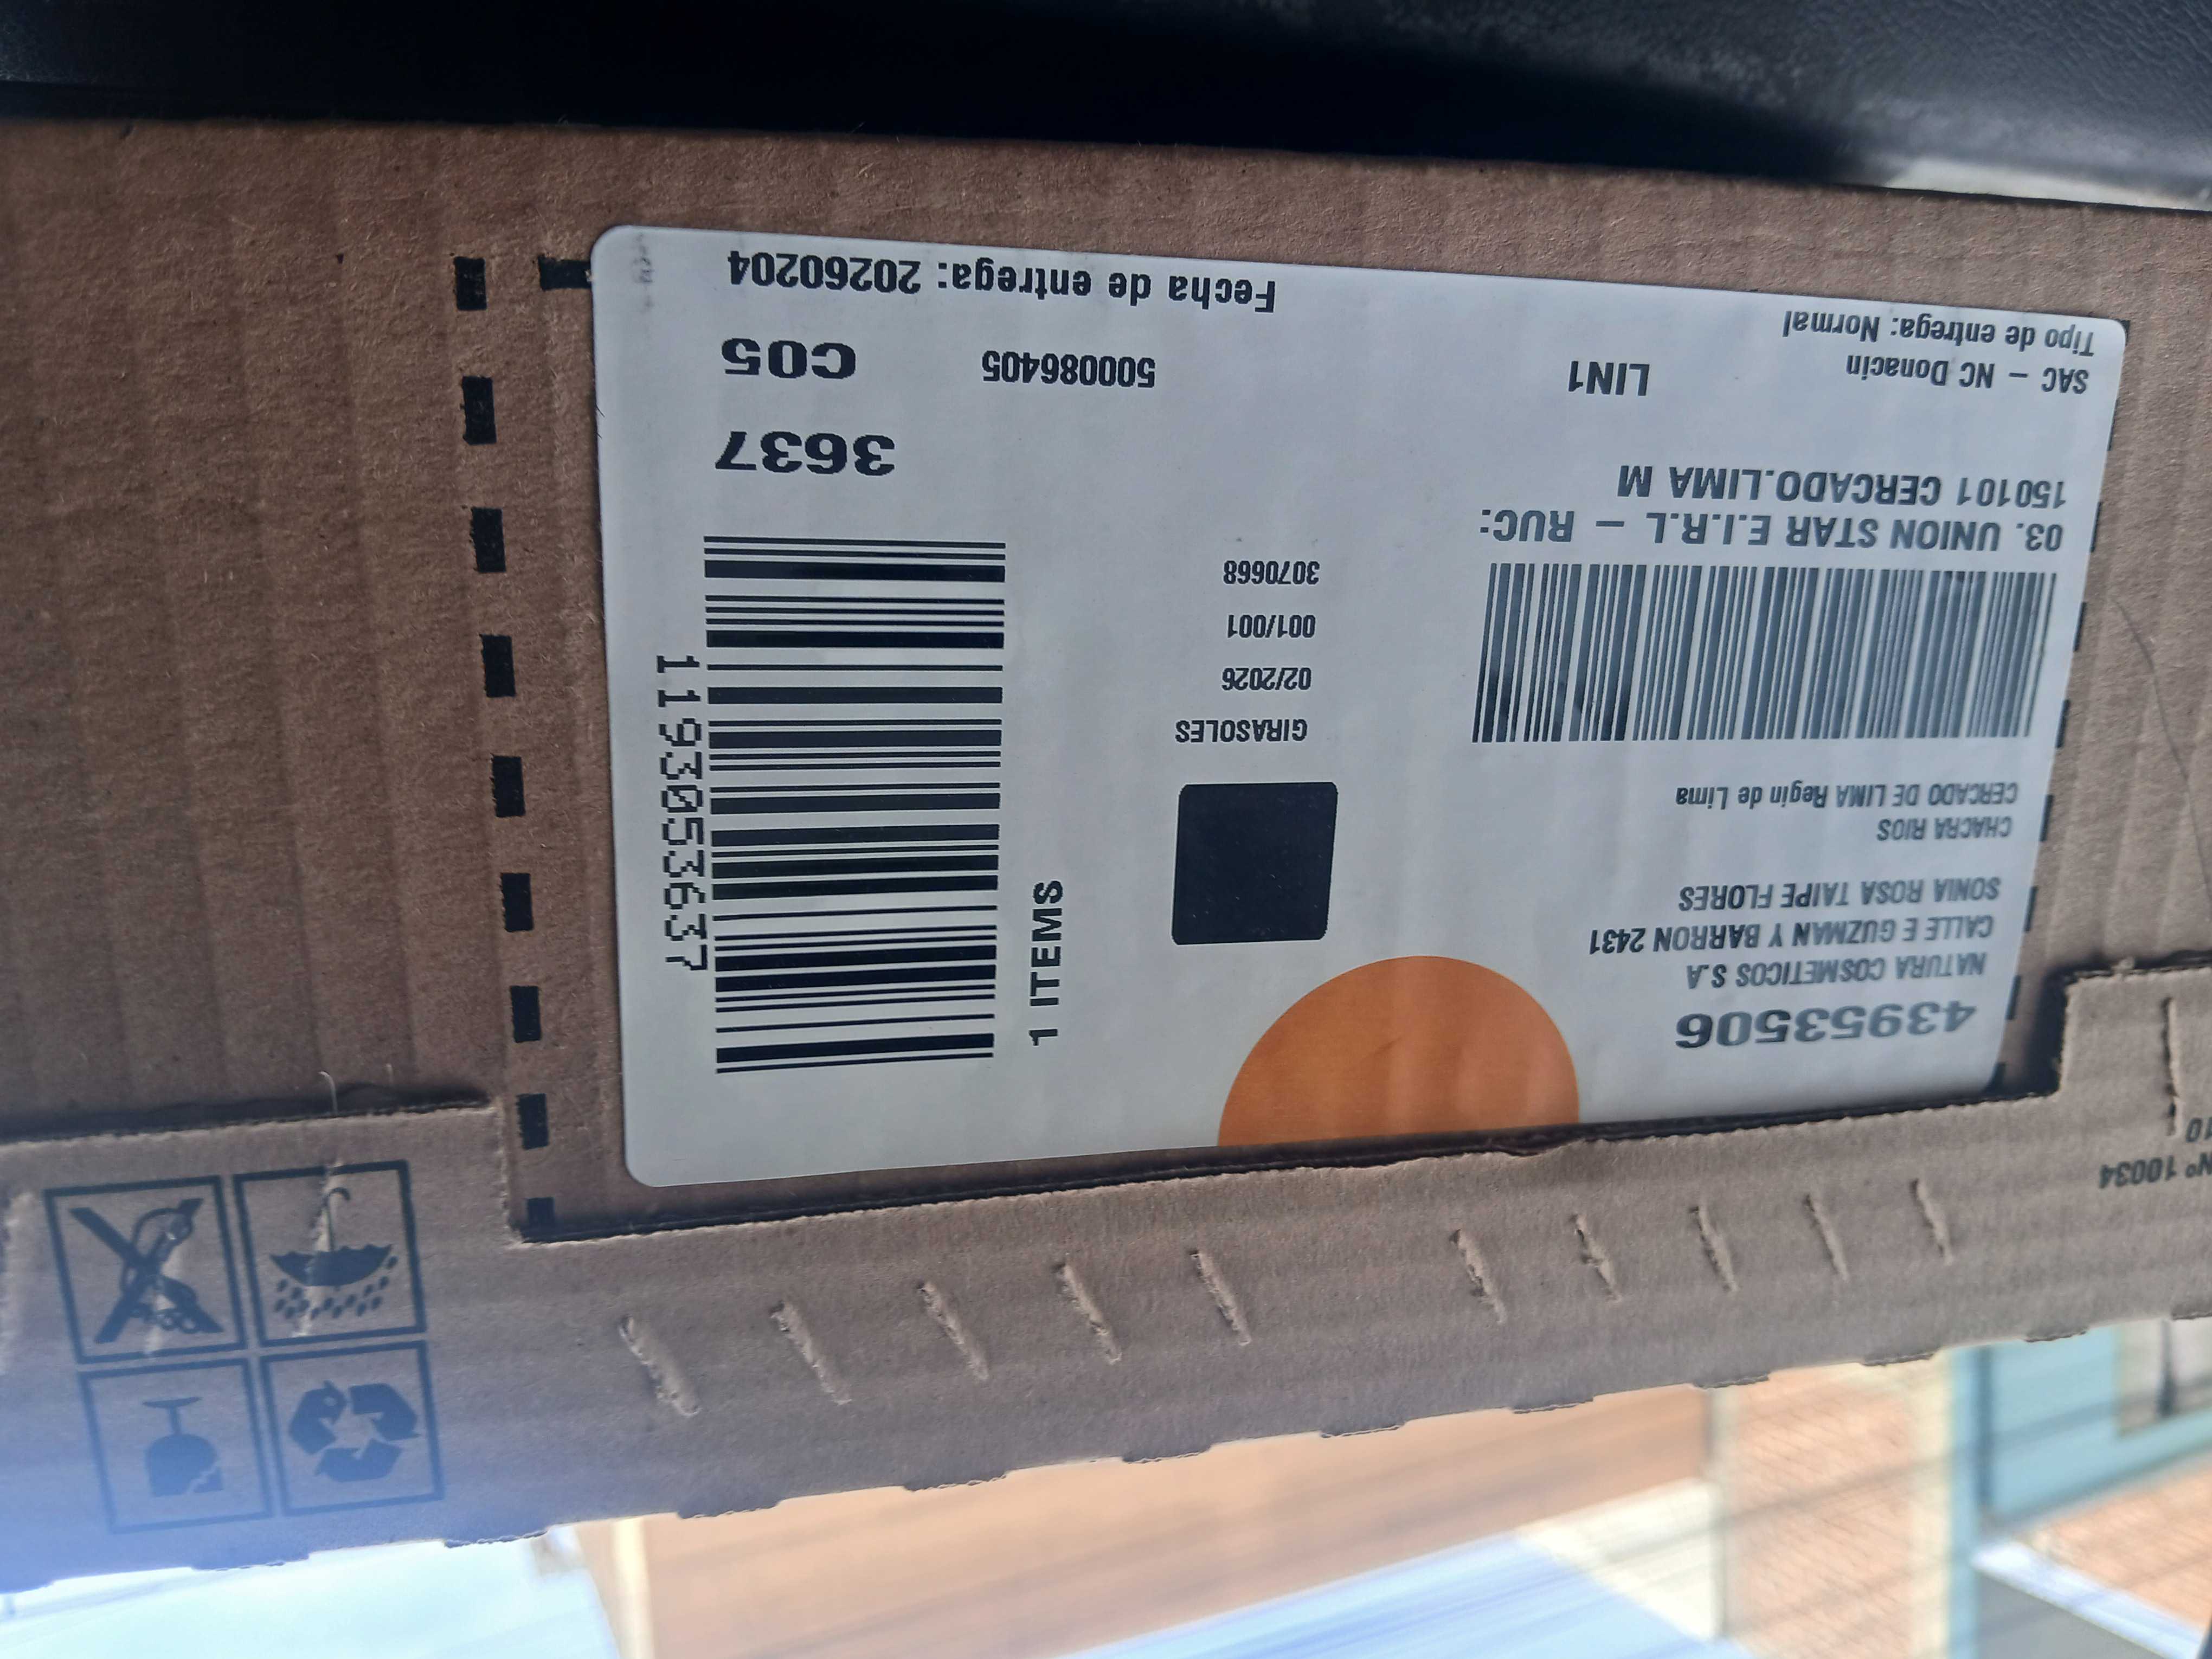 43953506
NATURA COSMETICOS S.A
CALLE E GUZMAN Y BARRON 2431
SONIA ROSA TAIPE FLORES
CHACRA RIOS
CERCADO DE LIMA Regin de Lima
03. UNION STAR E.I.R.L - RUC:
150101 CERCADO.LIMA M
SAC - NC Donacin
LIN1
Tipo de entrega: Normal
GIRASOLES
02/2026
001/001
3070668
1 ITEMS
1193053637
3637
500086405
C05
Fecha de entrega: 20260204
Nº 10034